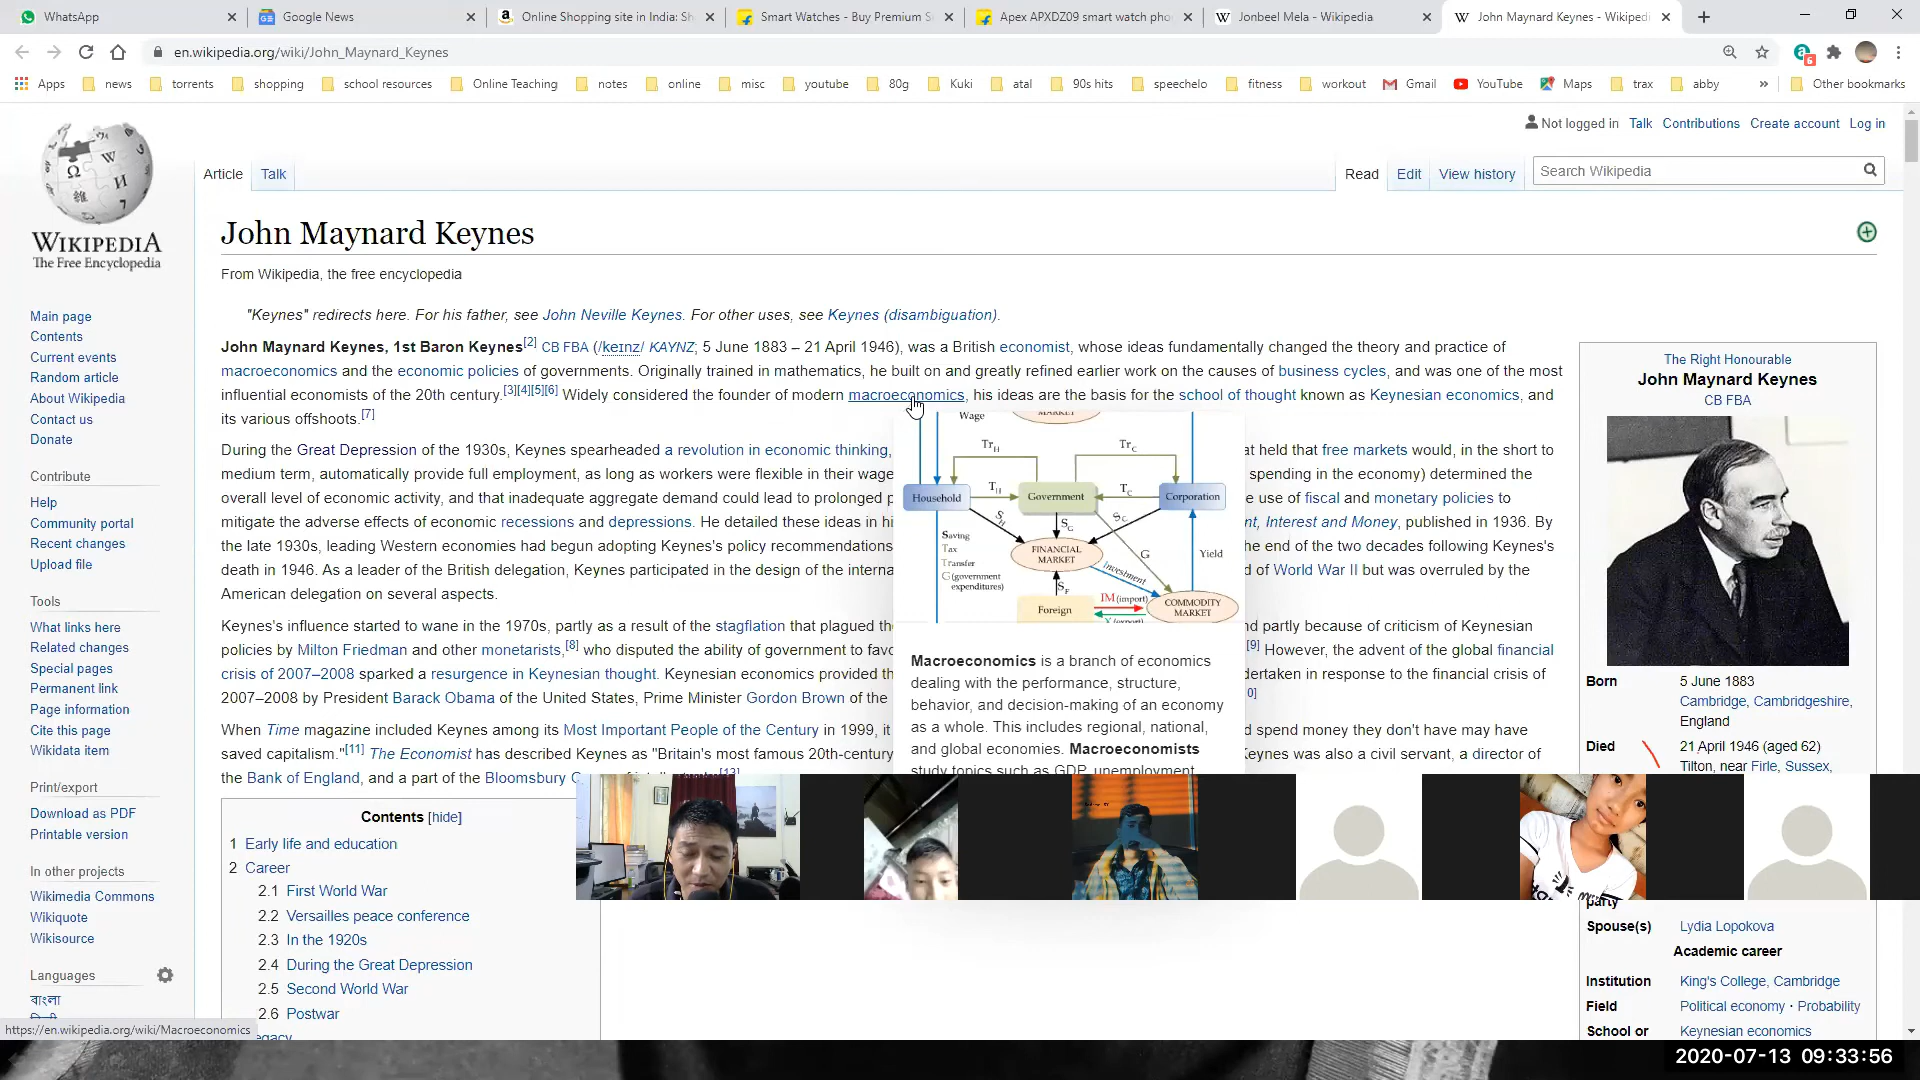 WhatsApp
Google News
Online Shopping site in India: Sh
Smart Watches - Buy Premium S
Apex APXDZ09 smart watch pho
Jonbeel Mela - Wikipedia
John Maynard Keynes - Wikiped
en.wikipedia.org/wiki/John_Maynard_Keynes
6
Apps news torrents shopping school resources Online Teaching notes online misc youtube 80g Kuki atal 90s hits speechelo fitness workout Gmail YouTube Maps trax abby » Other bookmarks
Not logged in Talk Contributions Create account Log in
WIKIPEDIA
The Free Encyclopedia
Article Talk
Read Edit View history
Search Wikipedia
John Maynard Keynes
From Wikipedia, the free encyclopedia
"Keynes" redirects here. For his father, see John Neville Keynes. For other uses, see Keynes (disambiguation).
John Maynard Keynes, 1st Baron Keynes[2] CB FBA (/keɪnz/ KAYNZ; 5 June 1883 – 21 April 1946), was a British economist, whose ideas fundamentally changed the theory and practice of
macroeconomics and the economic policies of governments. Originally trained in mathematics, he built on and greatly refined earlier work on the causes of business cycles, and was one of the most
influential economists of the 20th century.[3][4][5][6] Widely considered the founder of modern macroeconomics, his ideas are the basis for the school of thought known as Keynesian economics, and
its various offshoots.[7]
During the Great Depression of the 1930s, Keynes spearheaded a revolution in economic thinking, at held that free markets would, in the short to
medium term, automatically provide full employment, as long as workers were flexible in their wage spending in the economy) determined the
overall level of economic activity, and that inadequate aggregate demand could lead to prolonged p e use of fiscal and monetary policies to
mitigate the adverse effects of economic recessions and depressions. He detailed these ideas in hi nt, Interest and Money, published in 1936. By
the late 1930s, leading Western economies had begun adopting Keynes's policy recommendations he end of the two decades following Keynes's
death in 1946. As a leader of the British delegation, Keynes participated in the design of the interna d of World War II but was overruled by the
American delegation on several aspects.
Keynes's influence started to wane in the 1970s, partly as a result of the stagflation that plagued the nd partly because of criticism of Keynesian
policies by Milton Friedman and other monetarists,[8] who disputed the ability of government to favo [9] However, the advent of the global financial
crisis of 2007–2008 sparked a resurgence in Keynesian thought. Keynesian economics provided th dertaken in response to the financial crisis of
2007–2008 by President Barack Obama of the United States, Prime Minister Gordon Brown of the 0]
When Time magazine included Keynes among its Most Important People of the Century in 1999, it d spend money they don't have may have
saved capitalism."[11] The Economist has described Keynes as "Britain's most famous 20th-century Keynes was also a civil servant, a director of
the Bank of England, and a part of the Bloomsbury
Wage
TrH TrC
Household TH Government TC Corporation
SH SG SC
Saving
Tax
Transfer
G (government
expenditures)
FINANCIAL
MARKET
G
Yield
Investment
SF
Foreign
IM (import)
X (export)
COMMODITY
MARKET
Macroeconomics is a branch of economics
dealing with the performance, structure,
behavior, and decision-making of an economy
as a whole. This includes regional, national,
and global economies. Macroeconomists
study topics such as GDP, unemployment
Main page
Contents
Current events
Random article
About Wikipedia
Contact us
Donate
Contribute
Help
Community portal
Recent changes
Upload file
Tools
What links here
Related changes
Special pages
Permanent link
Page information
Cite this page
Wikidata item
Print/export
Download as PDF
Printable version
In other projects
Wikimedia Commons
Wikiquote
Wikisource
Languages
বাংলা
Contents [hide]
1 Early life and education
2 Career
2.1 First World War
2.2 Versailles peace conference
2.3 In the 1920s
2.4 During the Great Depression
2.5 Second World War
2.6 Postwar
egacy
The Right Honourable
John Maynard Keynes
CB FBA
Born 5 June 1883
Cambridge, Cambridgeshire,
England
Died 21 April 1946 (aged 62)
Tilton, near Firle, Sussex,
party
Spouse(s) Lydia Lopokova
Academic career
Institution King's College, Cambridge
Field Political economy · Probability
School or Keynesian economics
https://en.wikipedia.org/wiki/Macroeconomics
2020-07-13 09:33:56